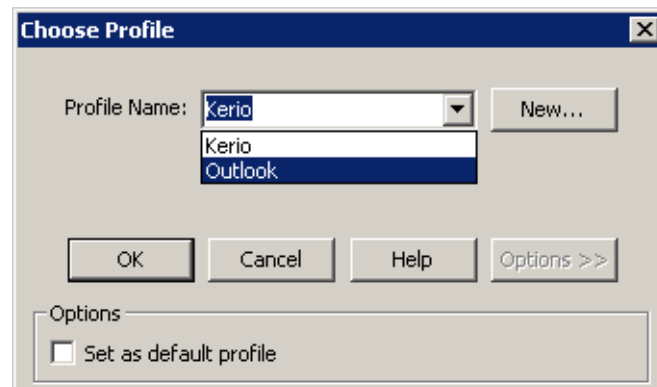 Choose Profile
Profile Name: Kerio New...
Kerio
Outlook
OK Cancel Help Options >>
Options
Set as default profile